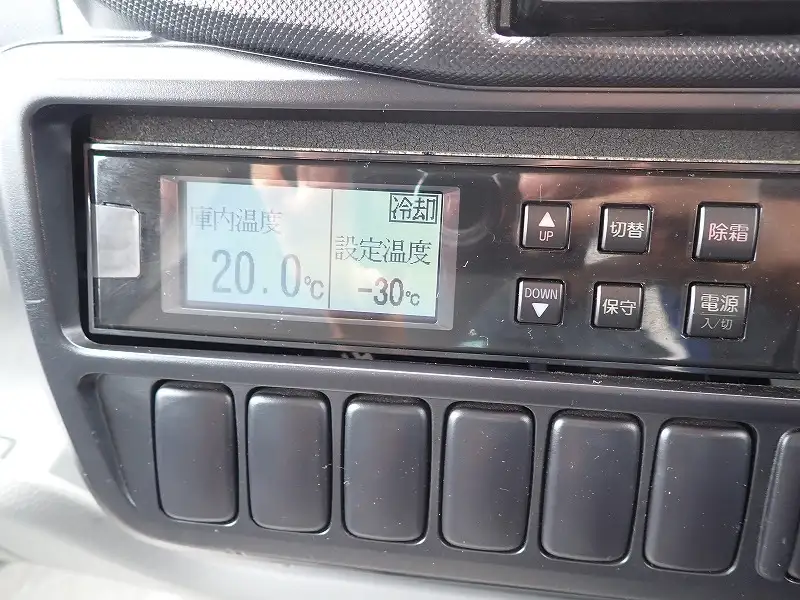 庫内温度
20.0℃
冷却
設定温度
-30℃
▲
UP
切替
除霜
DOWN
▼
保守
電源
入/切